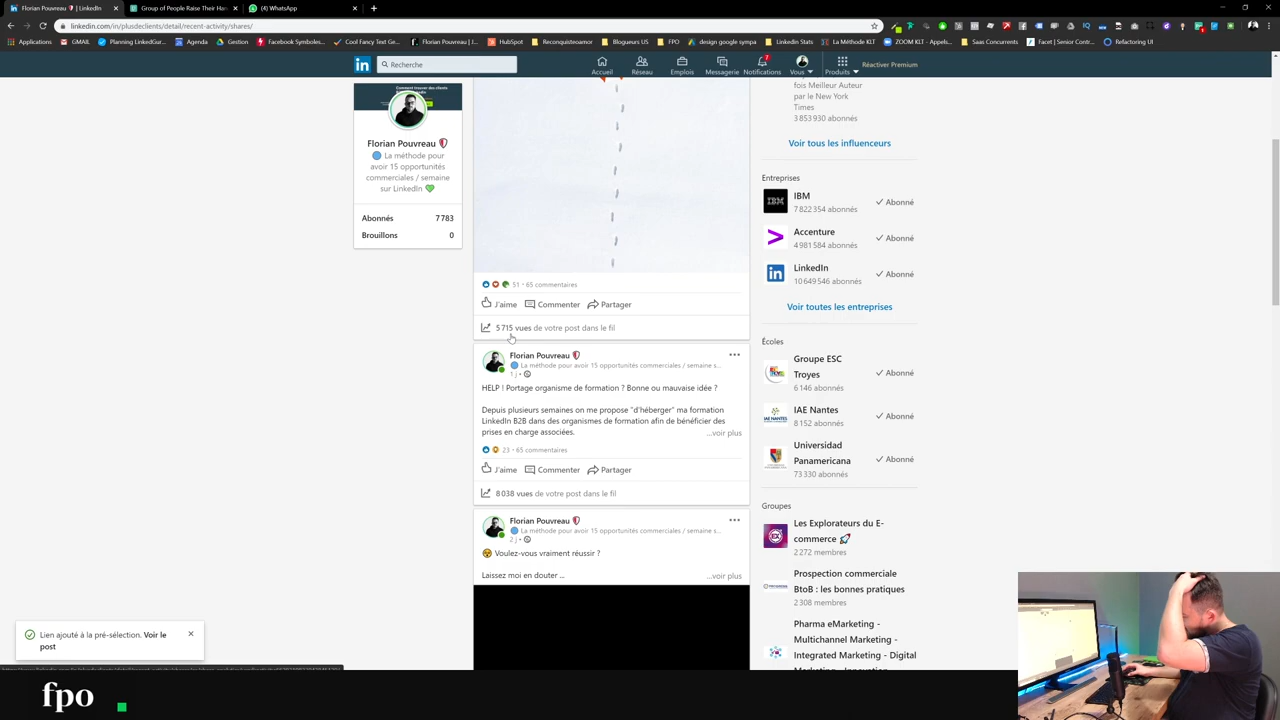 Florian Pouvreau | LinkedIn
Group of People Raise Their Han
(4) WhatsApp
linkedin.com/in/plusdeclients/detail/recent-activity/shares/
Applications
GMAIL
Planning LinkedGur...
Agenda
Gestion
Facebook Symboles...
Cool Fancy Text Ge...
Florian Pouvreau | J...
HubSpot
Reconquisteomor
Blogueurs US
FPO
design google sympa
Linkedin Stats
La Méthode KLT
ZOOM KLT - Appels...
Saas Concurrents
Facet | Senior Cont...
Refactoring UI
in
Recherche
Accueil
Réseau
Emplois
Messagerie
7
Notifications
Vous
Produits
Réactiver Premium
Comment trouver des clients
Florian Pouvreau
La méthode pour
avoir 15 opportunités
commerciales / semaine
sur LinkedIn
Abonnés 7 783
Brouillons 0
51 · 65 commentaires
J'aime Commenter Partager
5 715 vues de votre post dans le fil
Florian Pouvreau
La méthode pour avoir 15 opportunités commerciales / semaine s...
1 j •
HELP ! Portage organisme de formation ? Bonne ou mauvaise idée ?
Depuis plusieurs semaines on me propose "d'héberger" ma formation
LinkedIn B2B dans des organismes de formation afin de bénéficier des
prises en charge associées. ...voir plus
23 · 65 commentaires
J'aime Commenter Partager
8 038 vues de votre post dans le fil
Florian Pouvreau
La méthode pour avoir 15 opportunités commerciales / semaine s...
2 j •
Voulez-vous vraiment réussir ?
Laissez moi en douter ... ...voir plus
fois Meilleur Auteur
par le New York
Times
3 853 930 abonnés
Voir tous les influenceurs
Entreprises
IBM
7 822 354 abonnés
Abonné
Accenture
4 981 584 abonnés
Abonné
LinkedIn
10 649 546 abonnés
Abonné
Voir toutes les entreprises
Écoles
Groupe ESC
Troyes
6 146 abonnés
Abonné
IAE Nantes
8 152 abonnés
Abonné
Universidad
Panamericana
73 330 abonnés
Abonné
Groupes
Les Explorateurs du E-
commerce
2 272 membres
Prospection commerciale
BtoB : les bonnes pratiques
2 308 membres
Pharma eMarketing -
Multichannel Marketing -
Integrated Marketing - Digital
Lien ajouté à la pré-sélection. Voir le
post
fpo